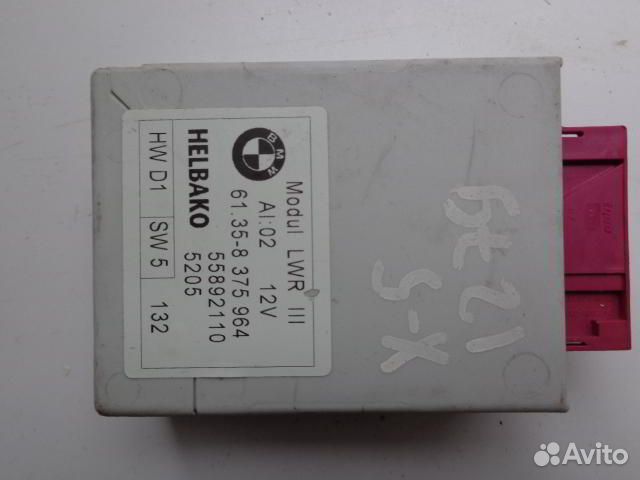 BMW
Modul LWR III
AI:02 12V
61.35-8 375 964
HELBAKO 55892110
5205
HW D1 SW 5 132
X-5
Avito